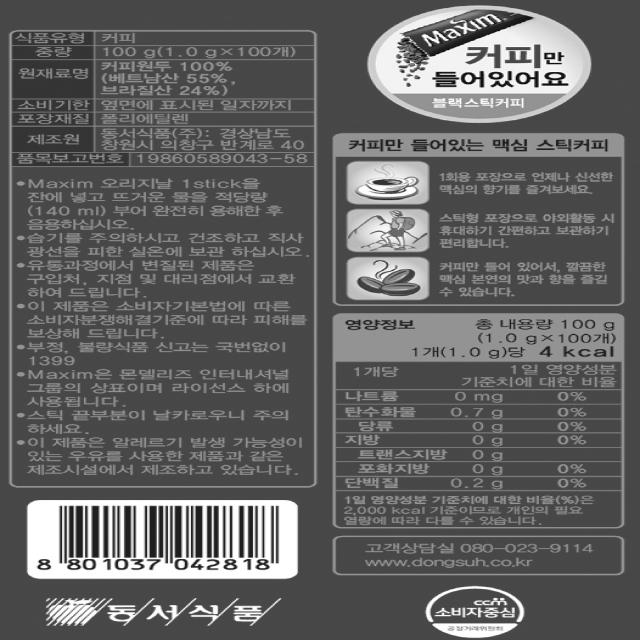 식품유형 커피
중량 100 g(1.0 g×100개)
원재료명 커피원두 100%
(베트남산 55%,
브라질산 24%)
소비기한 옆면에 표시된 일자까지
포장재질 폴리에틸렌
제조원 동서식품(주): 경상남도
창원시 의창구 반계로 40
품목보고번호 19860589043-58
•Maxim 오리지날 1stick을
잔에 넣고 뜨거운 물을 적당량
(140 ml) 부어 완전히 용해한 후
음용하십시오.
•습기를 주의하시고 건조하고 직사
광선을 피한 실온에 보관 하십시오.
•유통과정에서 변질된 제품은
구입처, 지점 및 대리점에서 교환
하여 드립니다.
•이 제품은 소비자기본법에 따른
소비자분쟁해결기준에 따라 피해를
보상해 드립니다.
•부정, 불량식품 신고는 국번없이
1399
•Maxim은 몬델리즈 인터내셔널
그룹의 상표이며 라이선스 하에
사용됩니다.
•스틱 끝부분이 날카로우니 주의
하세요.
•이 제품은 알레르기 발생 가능성이
있는 우유를 사용한 제품과 같은
제조시설에서 제조하고 있습니다.
8 801037 042818
동서식품
Maxim
커피만
들어있어요
블랙스틱커피
커피만 들어있는 맥심 스틱커피
1회용 포장으로 언제나 신선한
맥심의 향기를 즐겨보세요.
스틱형 포장으로 야외활동 시
휴대하기 간편하고 보관하기
편리합니다.
커피만 들어 있어서, 깔끔한
맥심 본연의 맛과 향을 즐길
수 있습니다.
영양정보 총 내용량 100 g
(1.0 g×100개)
1개(1.0 g)당 4 kcal
1개당 1일 영양성분
기준치에 대한 비율
나트륨 0 mg 0%
탄수화물 0.7 g 0%
당류 0 g 0%
지방 0 g 0%
트랜스지방 0 g
포화지방 0 g 0%
단백질 0.2 g 0%
1일 영양성분 기준치에 대한 비율(%)은
2,000 kcal 기준이므로 개인의 필요
열량에 따라 다를 수 있습니다.
고객상담실 080-023-9114
www.dongsuh.co.kr
ccm
소비자중심
공정거래위원회